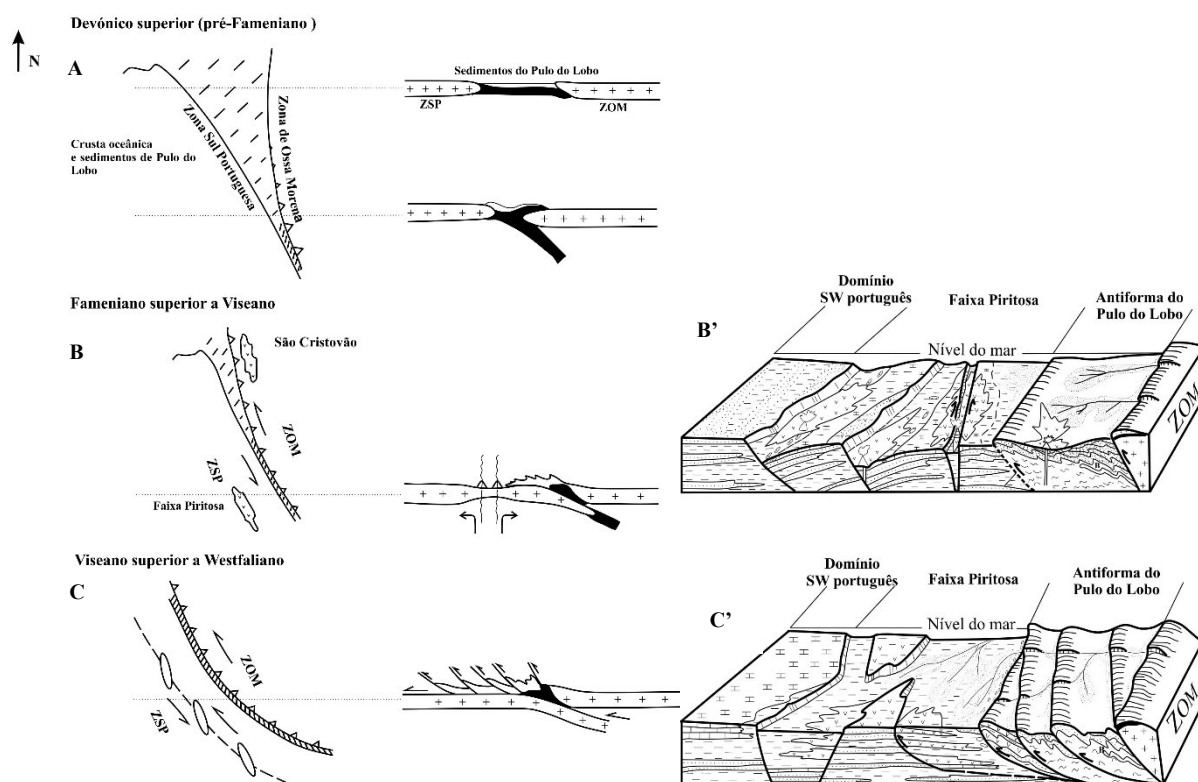 Devónico superior (pré-Fameniano )
N
A
Sedimentos do Pulo do Lobo
ZSP
ZOM
Zona Sul Portuguesa
Zona de Ossa Morena
Crusta oceânica
e sedimentos de Pulo do
Lobo
Fameniano superior a Viseano
B
São Cristovão
ZOM
ZSP
Faixa Piritosa
B’
Domínio
SW português
Faixa Piritosa
Antiforma do
Pulo do Lobo
Nível do mar
ZOM
Viseano superior a Westfaliano
C
ZOM
ZSP
C’
Domínio
SW português
Faixa Piritosa
Antiforma do
Pulo do Lobo
Nível do mar
ZOM